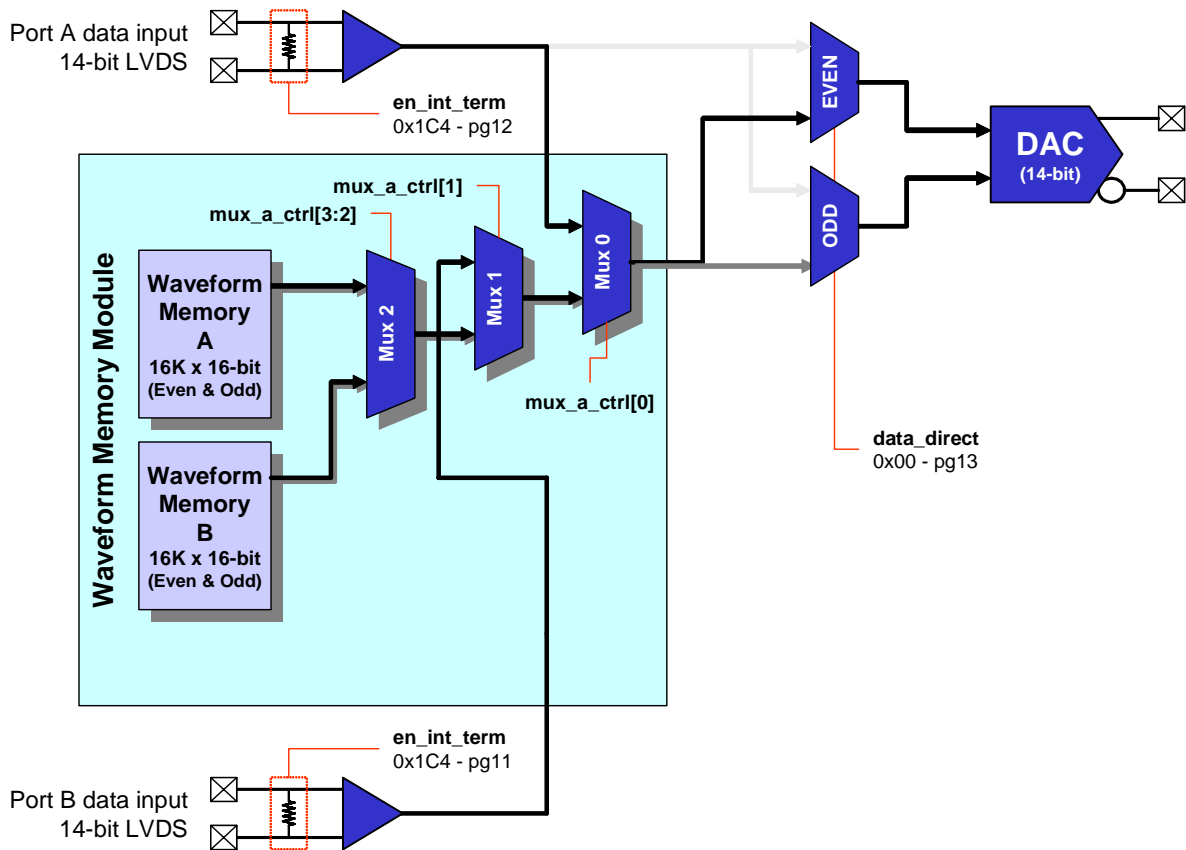 Port A data input
14-bit LVDS
en_int_term
0x1C4 - pg12
EVEN
ODD
DAC
(14-bit)
mux_a_ctrl[1]
mux_a_ctrl[3:2]
Waveform Memory Module
Waveform
Memory
A
16K x 16-bit
(Even & Odd)
Mux 2
Mux 1
Mux 0
mux_a_ctrl[0]
data_direct
0x00 - pg13
Waveform
Memory
B
16K x 16-bit
(Even & Odd)
en_int_term
0x1C4 - pg11
Port B data input
14-bit LVDS